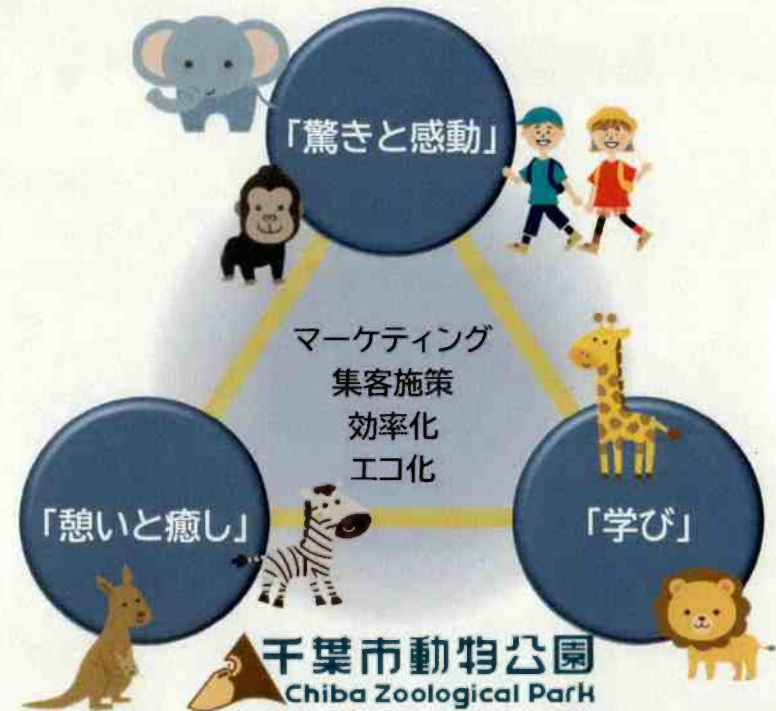 「驚きと感動」
マーケティング
集客施策
効率化
エコ化
「憩いと癒し」
「学び」
千葉市動物公園
Chiba Zoological Park